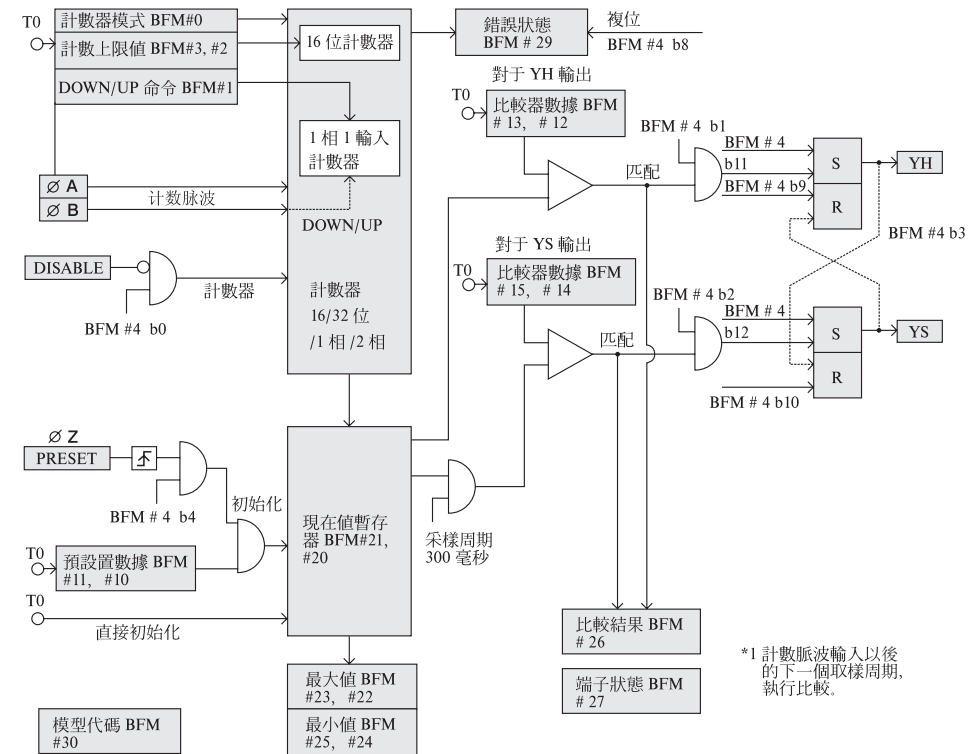 T0
計數器模式 BFM#0
計數上限值 BFM#3, #2
DOWN/UP 命令 BFM#1
16 位計數器
1 相 1 輸入
計數器
錯誤狀態
BFM # 29
複位
BFM #4 b8
對于 YH 輸出
T0
比較器數據 BFM
# 13, # 12
BFM # 4 b1
BFM # 4
b11
BFM # 4 b9
S
R
YH
匹配
BFM #4 b3
Ø A
Ø B
计数脉波
DOWN/UP
對于 YS 輸出
T0
比較器數據 BFM
# 15, # 14
DISABLE
計數器
BFM #4 b0
計數器
16/32 位
/1 相 /2 相
BFM # 4 b2
BFM # 4
b12
匹配
S
R
YS
BFM # 4 b10
Ø Z
PRESET
BFM # 4 b4
初始化
現在值暫存
器 BFM#21,
#20
采樣周期
300 毫秒
T0
預設置數據 BFM
#11, #10
T0
直接初始化
比較結果 BFM
# 26
*1 計數脈波輸入以後
的下一個取樣周期,
執行比較。
最大值 BFM
#23, #22
端子狀態 BFM
# 27
模型代碼 BFM
#30
最小值 BFM
#25, #24